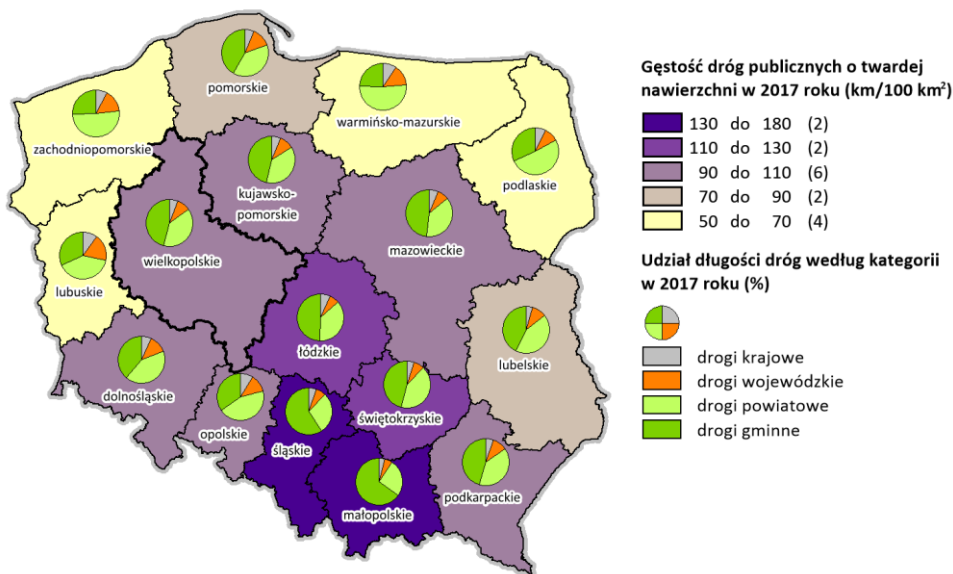 pomorskie
warmińsko-mazurskie
zachodniopomorskie
podlaskie
kujawsko-
pomorskie
mazowieckie
wielkopolskie
lubuskie
łódzkie
lubelskie
dolnośląskie
świętokrzyskie
opolskie
śląskie
podkarpackie
małopolskie
Gęstość dróg publicznych o twardej
nawierzchni w 2017 roku (km/100 km²)
130 do 180 (2)
110 do 130 (2)
90 do 110 (6)
70 do 90 (2)
50 do 70 (4)
Udział długości dróg według kategorii
w 2017 roku (%)
drogi krajowe
drogi wojewódzkie
drogi powiatowe
drogi gminne